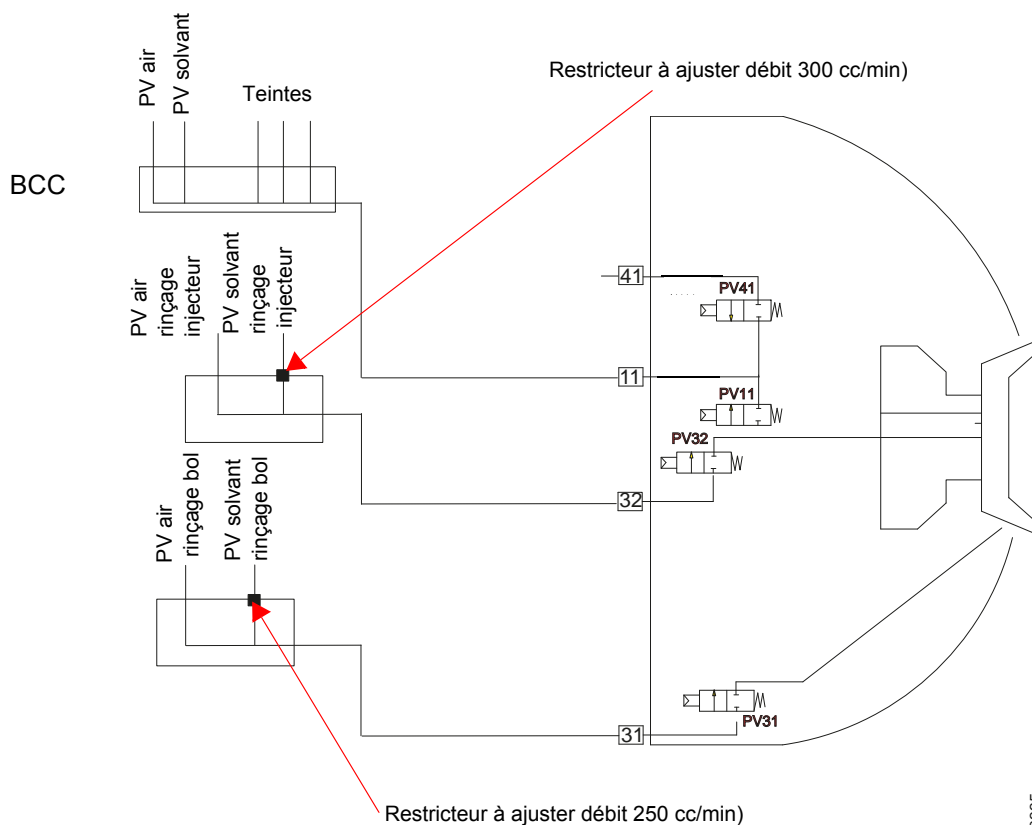 Restricteur à ajuster débit 300 cc/min)
PV air
PV solvant
Teintes
BCC
PV air
rinçage
injecteur
PV solvant
rinçage
injecteur
41
PV41
11
PV11
PV32
32
PV air
rinçage bol
PV solvant
rinçage bol
PV31
31
Restricteur à ajuster débit 250 cc/min)